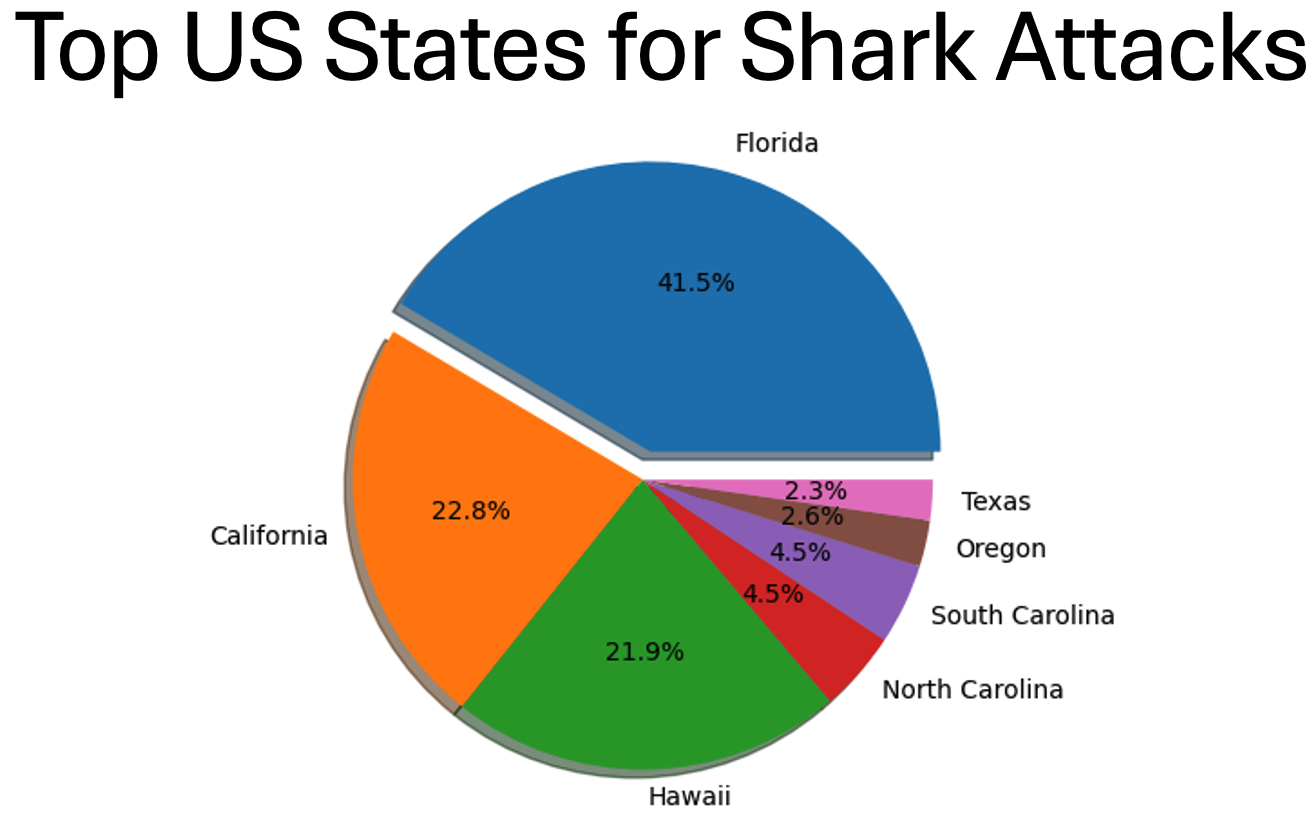 Top US States for Shark Attacks
Florida
41.5%
22.8%
California
21.9%
Hawaii
4.5%
North Carolina
4.5%
South Carolina
2.6%
Oregon
2.3%
Texas